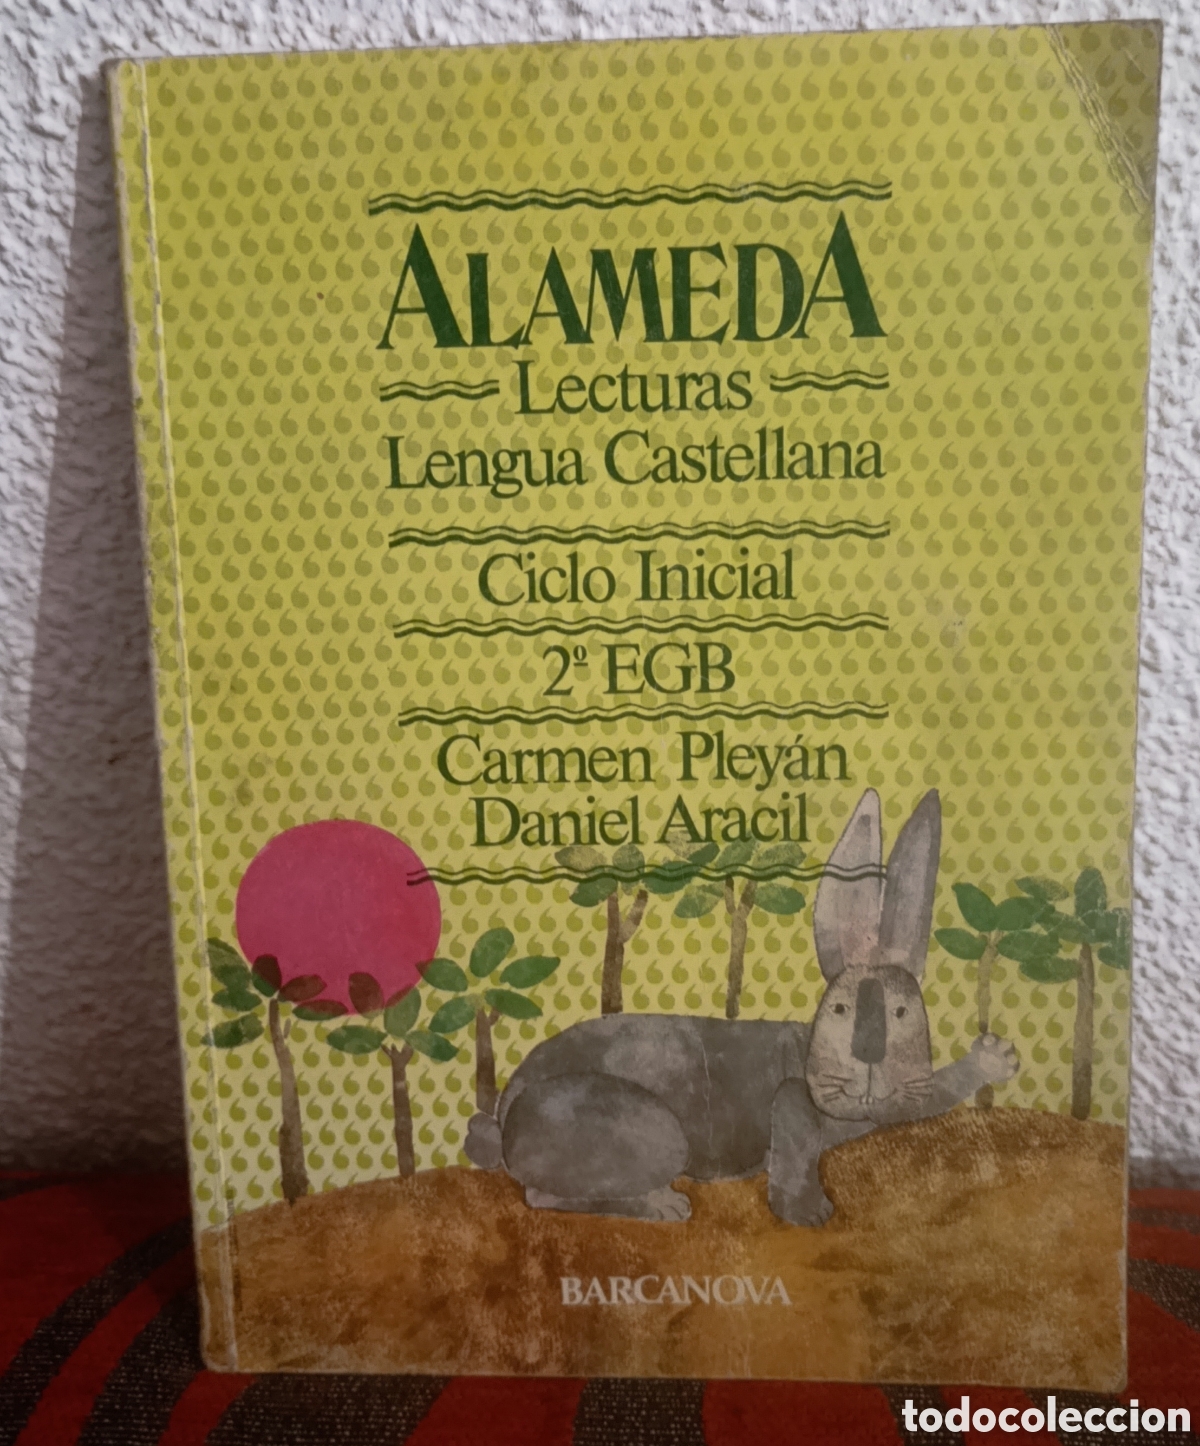 ALAMEDA
Lecturas
Lengua Castellana
Ciclo Inicial
2º EGB
Carmen Pleyán
Daniel Aracil
BARCANOVA
todocoleccion